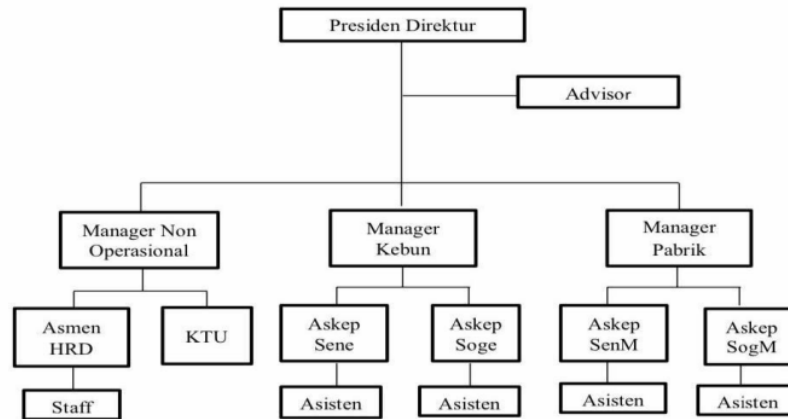 Presiden Direktur
Advisor
Manager Non
Operasional
Manager
Kebun
Manager
Pabrik
Asmen
HRD
KTU
Askep
Sene
Askep
Soge
Askep
SenM
Askep
SogM
Staff
Asisten
Asisten
Asisten
Asisten